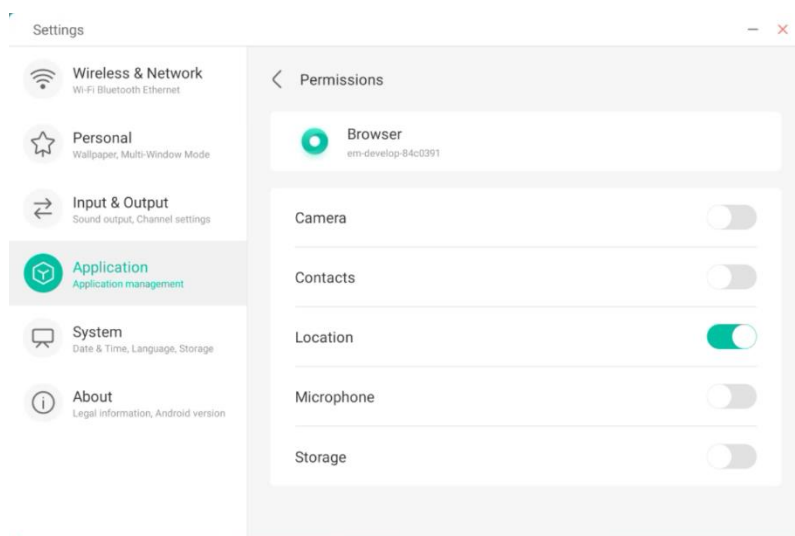 Settings
Wireless & Network
Wi-Fi Bluetooth Ethernet
Personal
Wallpaper, Multi-Window Mode
Input & Output
Sound output, Channel settings
Application
Application management
System
Date & Time, Language, Storage
About
Legal information, Android version
Permissions
Browser
em-develop-84c0391
Camera
Contacts
Location
Microphone
Storage